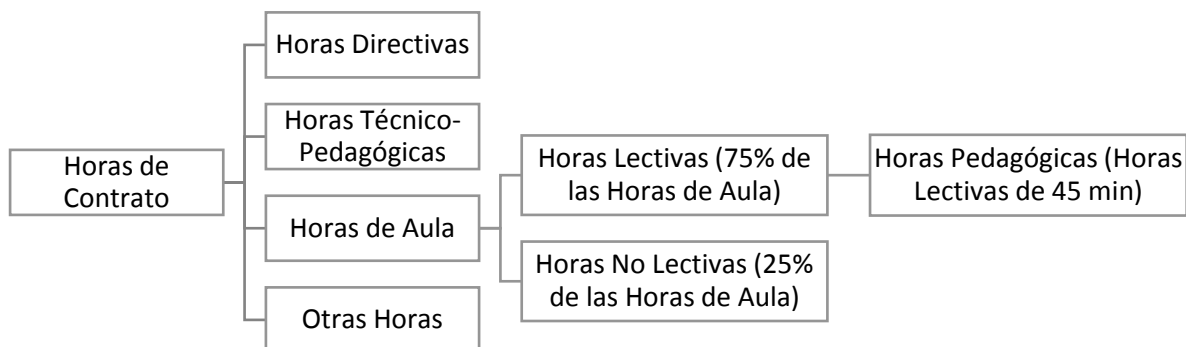 Horas de
Contrato
Horas Directivas
Horas Técnico-
Pedagógicas
Horas de Aula
Otras Horas
Horas Lectivas (75% de
las Horas de Aula)
Horas No Lectivas (25%
de las Horas de Aula)
Horas Pedagógicas (Horas
Lectivas de 45 min)